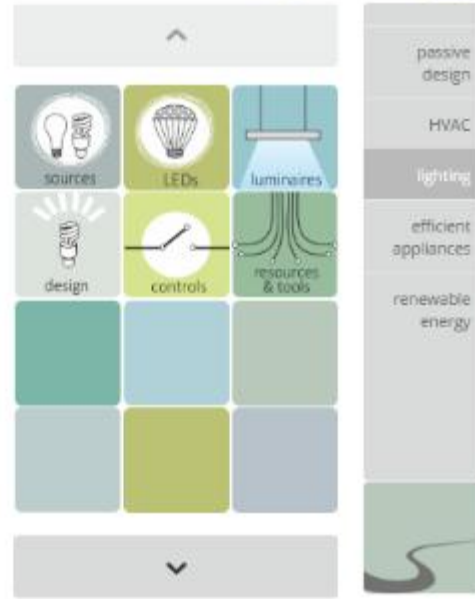 sources
LEDs
luminaires
design
controls
resources
& tools
passive
design
HVAC
lighting
efficient
appliances
renewable
energy